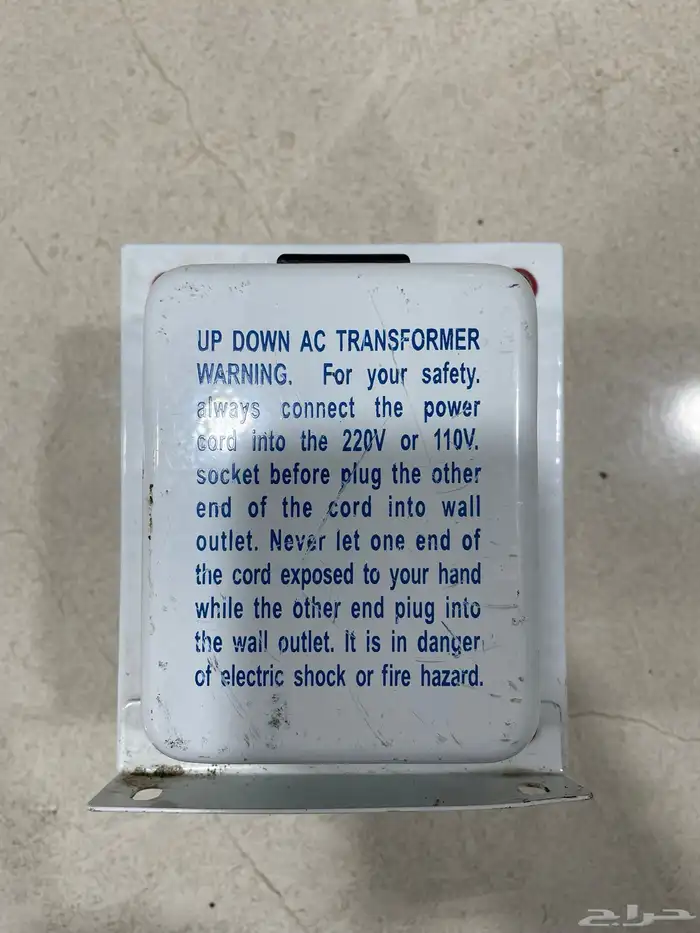 UP DOWN AC TRANSFORMER
WARNING. For your safety.
always connect the power
cord into the 220V or 110V.
socket before plug the other
end of the cord into wall
outlet. Never let one end of
the cord exposed to your hand
while the other end plug into
the wall outlet. It is in danger
of electric shock or fire hazard.
حراج